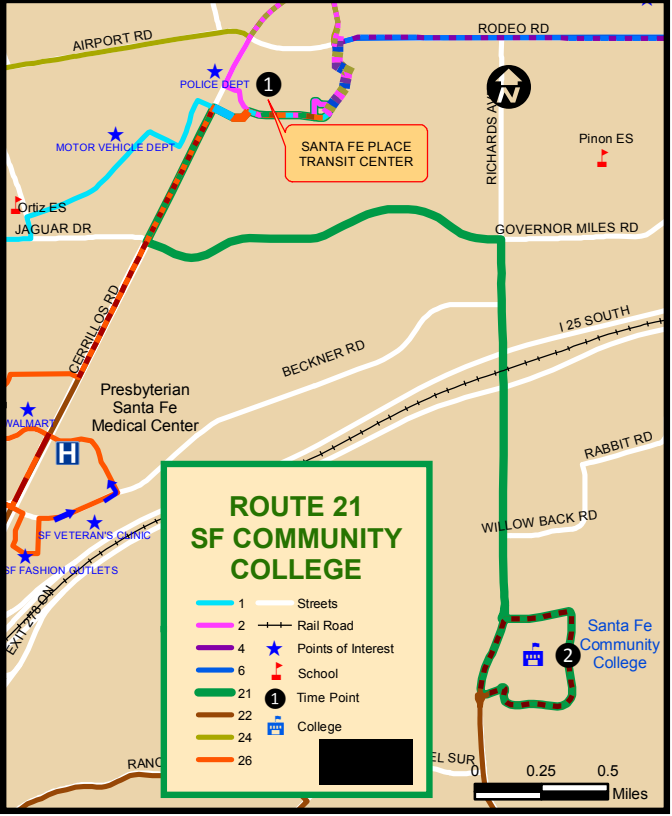 RODEO RD
AIRPORT RD
POLICE DEPT
1
N
RICHARDS AV
Pinon ES
SANTA FE PLACE
TRANSIT CENTER
MOTOR VEHICLE DEPT
Ortiz ES
JAGUAR DR
GOVERNOR MILES RD
CERRILLOS RD
I 25 SOUTH
BECKNER RD
Presbyterian
Santa Fe
Medical Center
WALMART
H
RABBIT RD
WILLOW BACK RD
SF VETERAN'S CLINIC
SF FASHION OUTLETS
EXIT 278 ON
ROUTE 21
SF COMMUNITY
COLLEGE
1 Streets
2 Rail Road
4 Points of Interest
6 School
21 1 Time Point
22 College
24
26
Santa Fe
Community
College
2
RANC
EL SUR
0 0.25 0.5
Miles